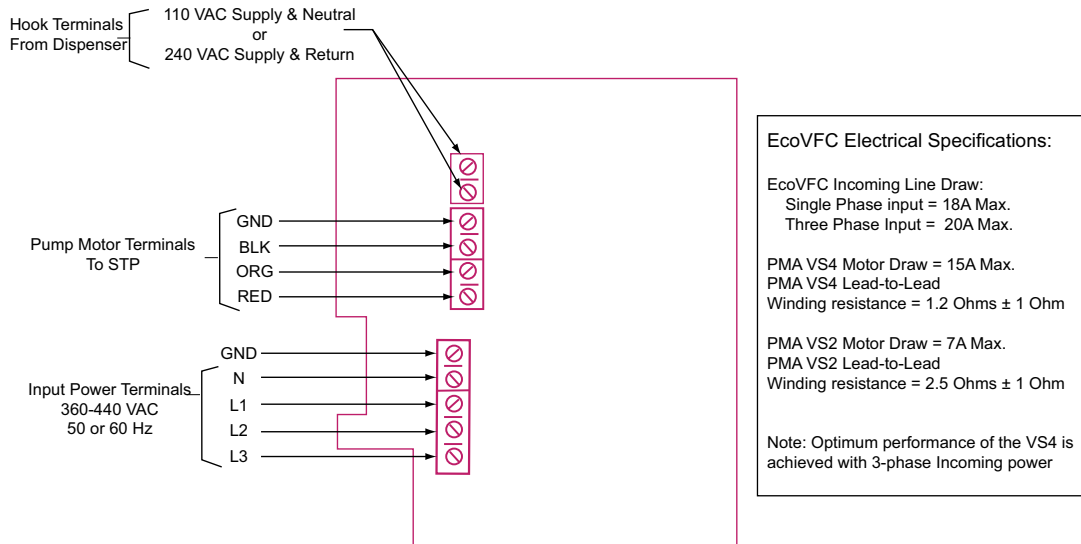 Hook Terminals
From Dispenser
110 VAC Supply & Neutral
or
240 VAC Supply & Return
Pump Motor Terminals
To STP
GND
BLK
ORG
RED
Input Power Terminals
360-440 VAC
50 or 60 Hz
GND
N
L1
L2
L3
EcoVFC Electrical Specifications:
EcoVFC Incoming Line Draw:
Single Phase input = 18A Max.
Three Phase Input = 20A Max.
PMA VS4 Motor Draw = 15A Max.
PMA VS4 Lead-to-Lead
Winding resistance = 1.2 Ohms ± 1 Ohm
PMA VS2 Motor Draw = 7A Max.
PMA VS2 Lead-to-Lead
Winding resistance = 2.5 Ohms ± 1 Ohm
Note: Optimum performance of the VS4 is
achieved with 3-phase Incoming power